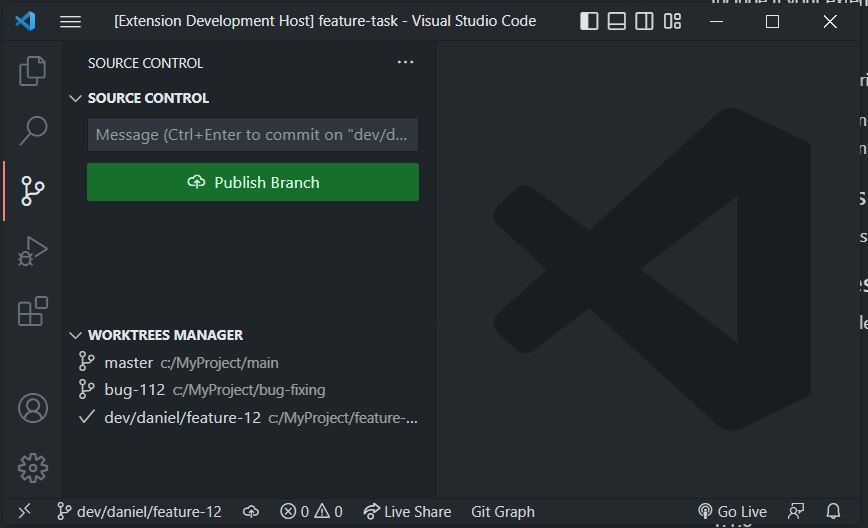 [Extension Development Host] feature-task - Visual Studio Code
SOURCE CONTROL
SOURCE CONTROL
Message (Ctrl+Enter to commit on "dev/d...
Publish Branch
WORKTREES MANAGER
master c:/MyProject/main
bug-112 c:/MyProject/bug-fixing
dev/daniel/feature-12 c:/MyProject/feature-...
dev/daniel/feature-12 0 0 Live Share Git Graph Go Live